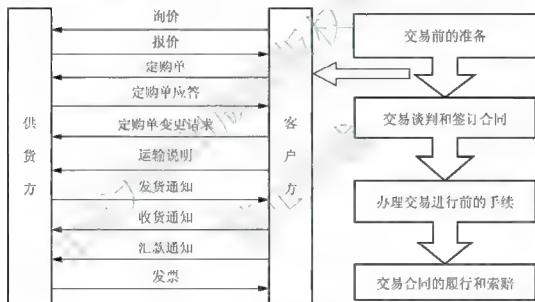 询价
报价
定购单
定购单应答
定购单变更请求
运输说明
发货通知
收货通知
汇款通知
发票
供货方
客户方
交易前的准备
交易谈判和签订合同
办理交易进行前的手续
交易合同的履行和索赔